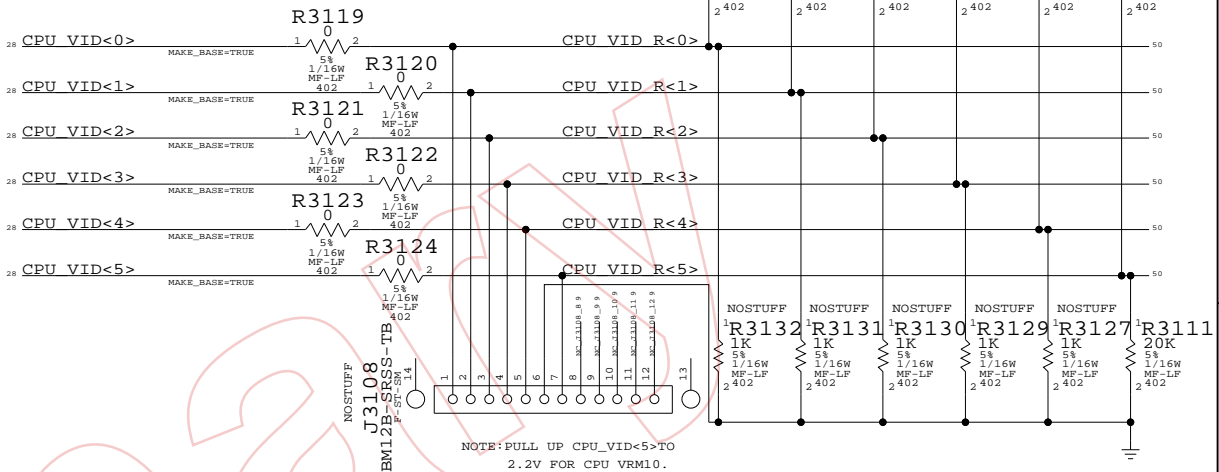 2 402 2 402 2 402 2 402 2 402 2 402
R3119
28 CPU_VID<0> MAKE_BASE=TRUE 1 0 2 CPU_VID_R<0> 50
5%
1/16W
MF-LF
402
R3120
28 CPU_VID<1> MAKE_BASE=TRUE 1 0 2 CPU_VID_R<1> 50
5%
1/16W
MF-LF
402
R3121
28 CPU_VID<2> MAKE_BASE=TRUE 1 0 2 CPU_VID_R<2> 50
5%
1/16W
MF-LF
402
R3122
28 CPU_VID<3> MAKE_BASE=TRUE 1 0 2 CPU_VID_R<3> 50
5%
1/16W
MF-LF
402
R3123
28 CPU_VID<4> MAKE_BASE=TRUE 1 0 2 CPU_VID_R<4> 50
5%
1/16W
MF-LF
402
R3124
28 CPU_VID<5> MAKE_BASE=TRUE 1 0 2 CPU_VID_R<5> 50
5%
1/16W
MF-LF
402
NOSTUFF
J3108
BM12B-SRSS-TB
F-ST-SM
14 1 2 3 4 5 6 7 8 9 10 11 12 13
NC_J3108_8 9
NC_J3108_9 9
NC_J3108_10 9
NC_J3108_11 9
NC_J3108_12 9
NOTE:PULL UP CPU_VID<5>TO
2.2V FOR CPU VRM10.
NOSTUFF NOSTUFF NOSTUFF NOSTUFF NOSTUFF
1 R3132 1 R3131 1 R3130 1 R3129 1 R3127 1 R3111
1K 1K 1K 1K 1K 20K
5% 5% 5% 5% 5% 5%
1/16W 1/16W 1/16W 1/16W 1/16W 1/16W
MF-LF MF-LF MF-LF MF-LF MF-LF MF-LF
2 402 2 402 2 402 2 402 2 402 2 402